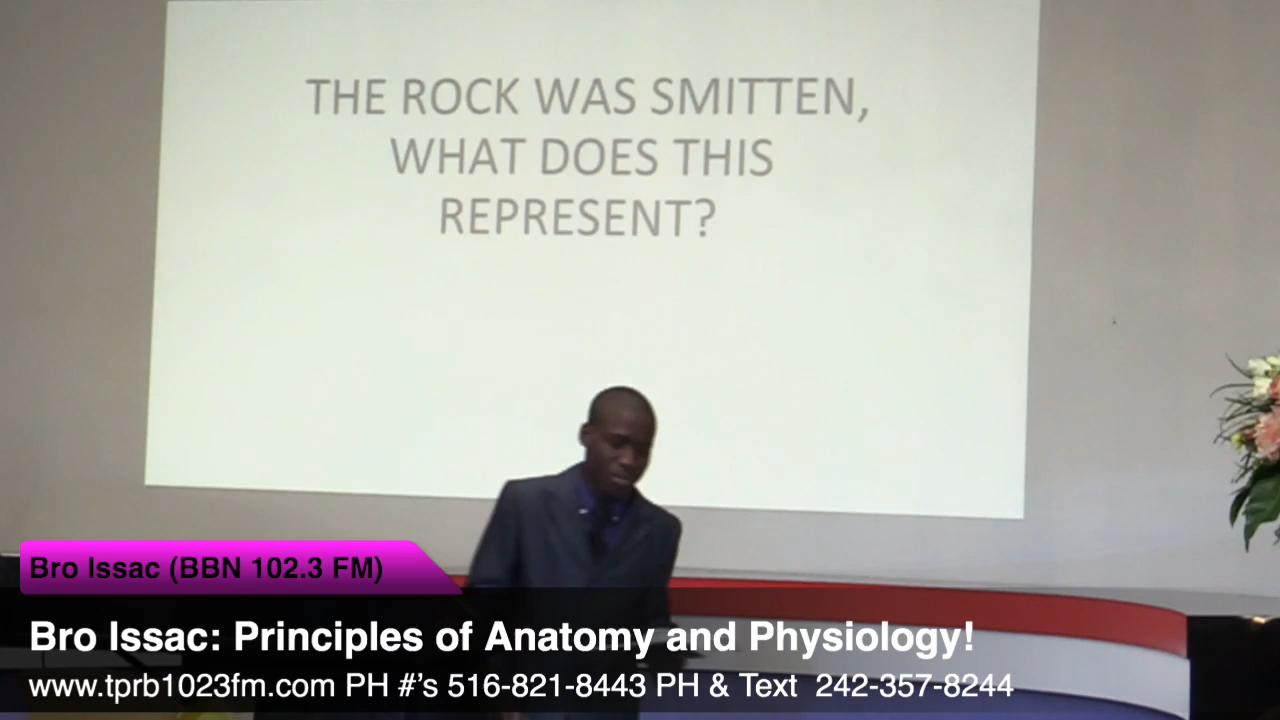 THE ROCK WAS SMITTEN,
WHAT DOES THIS
REPRESENT?
Bro Issac (BBN 102.3 FM)
Bro Issac: Principles of Anatomy and Physiology!
www.tprb1023fm.com PH #’s 516-821-8443 PH & Text  242-357-8244